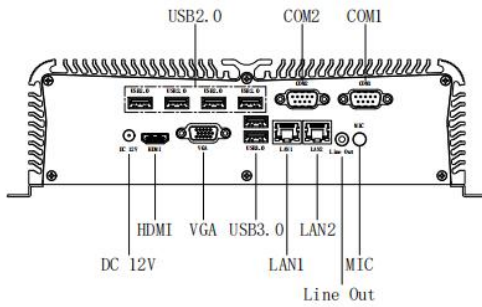 USB2.0 COM2 COM1
COM2 COM1
USB2.0 USB2.0 USB2.0 USB2.0
MIC
DC 12V HDMI VGA USB3.0 LAN1 LAN2 Line Out
HDMI VGA USB3.0 LAN2
DC 12V LAN1 MIC
Line Out